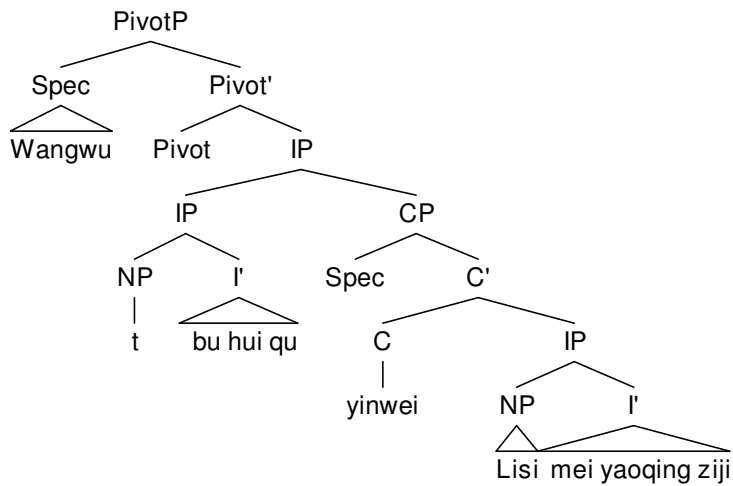 PivotP
Spec Pivot'
Wangwu Pivot IP
IP CP
NP I' Spec C'
t bu hui qu C IP
yinwei NP I'
Lisi mei yaoqing ziji